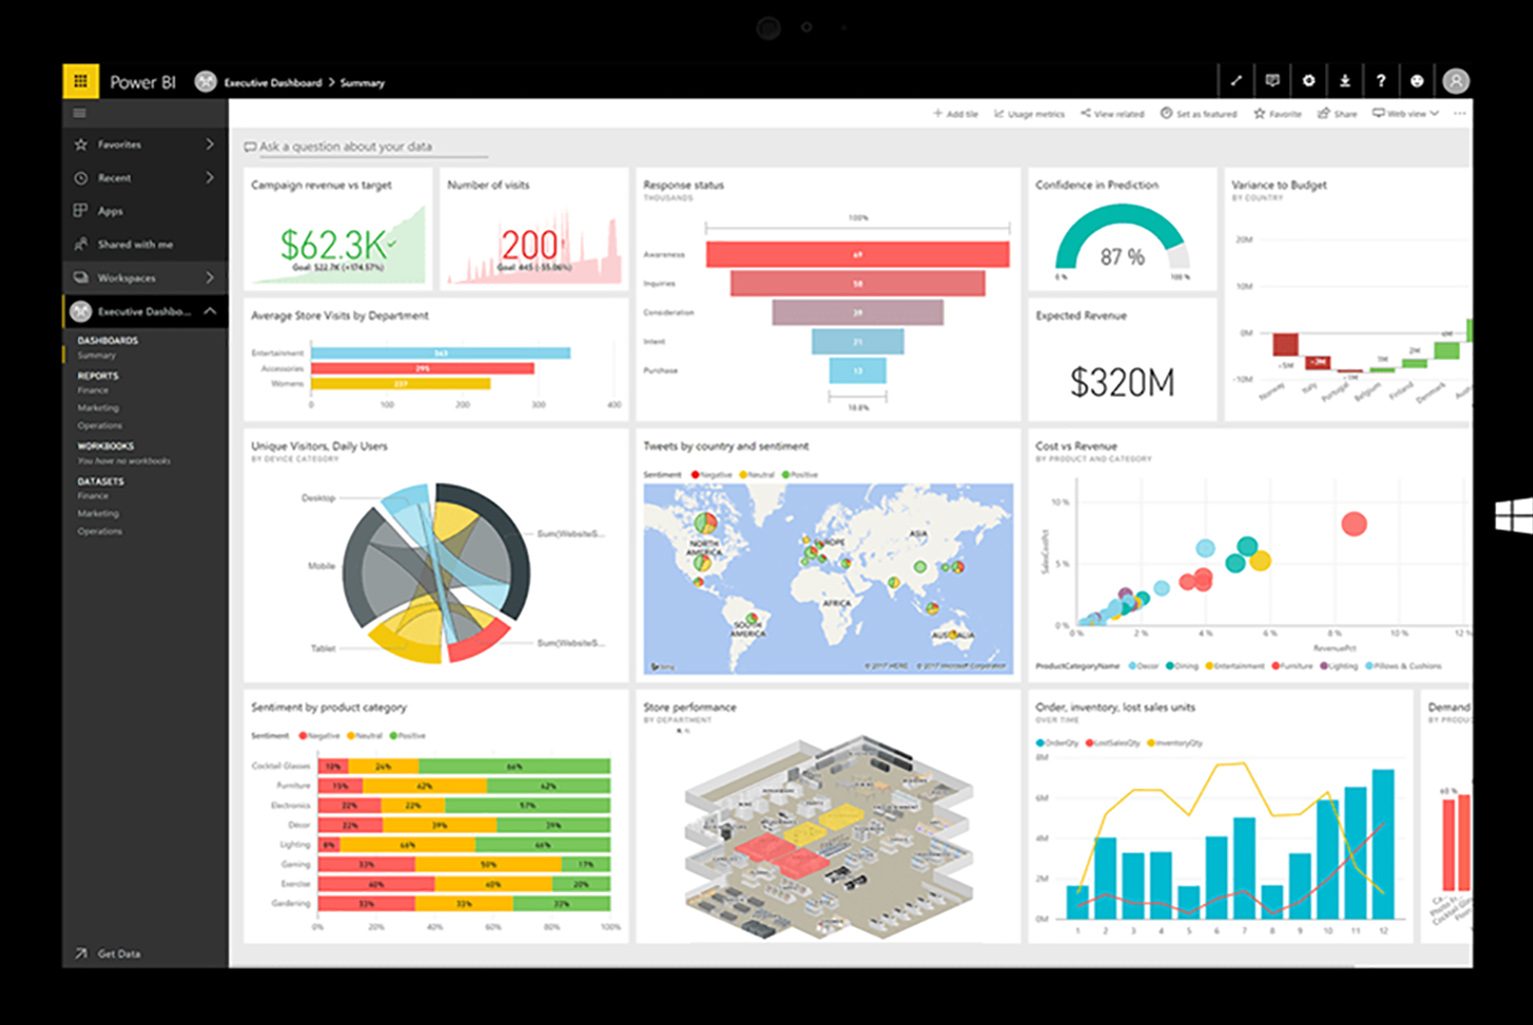 Power BI
Executive Dashboard > Summary
Add tile
Usage metrics
View related
Set as featured
Favorite
Share
Web view
Favorites
Recent
Apps
Shared with me
Workspaces
Executive Dashbo...
DASHBOARDS
Summary
REPORTS
Finance
Marketing
Operations
WORKBOOKS
You have no workbooks
DATASETS
Finance
Marketing
Operations
Get Data
Ask a question about your data
Campaign revenue vs target
$62.3K
Goal: $22.7K (+174.57%)
Number of visits
200
Goal: 445 (-55.06%)
Average Store Visits by Department
Entertainment
343
Accessories
295
Womens
237
0 100 200 300 400
Response status
THOUSANDS
100%
Awareness 69
Inquiries 58
Consideration 39
Intent 21
Purchase 13
18.8%
Confidence in Prediction
87 %
0 % 100 %
Expected Revenue
$320M
Variance to Budget
BY COUNTRY
20M
10M
0M
-10M
-5M
-3M
-1M
1M
2M
Norway
Italy
Portugal
Belgium
Finland
Denmark
Unique Visitors, Daily Users
BY DEVICE CATEGORY
Desktop
Mobile
Tablet
Sum(WebsiteS...
Sum(WebsiteS...
Tweets by country and sentiment
Sentiment Negative Neutral Positive
NORTH
AMERICA
EUROPE
ASIA
AFRICA
SOUTH
AMERICA
AUSTRALIA
bing
© 2017 HERE © 2017 Microsoft Corporation
Cost vs Revenue
BY PRODUCT AND CATEGORY
SalesCostPct
10 %
5 %
0 %
0 % 2 % 4 % 6 % 8 % 10 % 12 %
RevenuePct
ProductCategoryName Decor Dining Entertainment Furniture Lighting Pillows & Cushions
Sentiment by product category
Sentiment Negative Neutral Positive
Cocktail Glasses 10% 24% 66%
Furniture 15% 42% 42%
Electronics 22% 22% 57%
Decor 22% 39% 39%
Lighting 8% 46% 46%
Gaming 33% 50% 17%
Exercise 40% 40% 20%
Gardening 33% 33% 33%
0% 20% 40% 60% 80% 100%
Store performance
BY DEPARTMENT
Order, inventory, lost sales units
OVER TIME
OrderQty LostSalesQty InventoryQty
8M
6M
4M
2M
0M
1 2 3 4 5 6 7 8 9 10 11 12
Demand
BY PRODUC
60 %